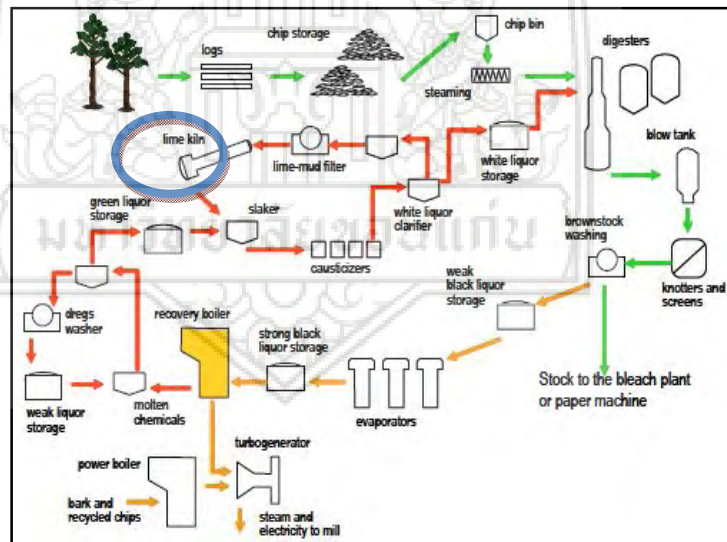 logs
chip storage
chip bin
digesters
steaming
lime kiln
lime-mud filter
white liquor
storage
blow tank
green liquor
storage
slaker
white liquor
clarifier
causticizers
brownstock
washing
weak
black liquor
storage
knotters and
screens
dregs
washer
recovery boiler
strong black
liquor storage
weak liquor
storage
molten
chemicals
evaporators
Stock to the bleach plant
or paper machine
turbogenerator
power boiler
bark and
recycled chips
steam and
electricity to mill